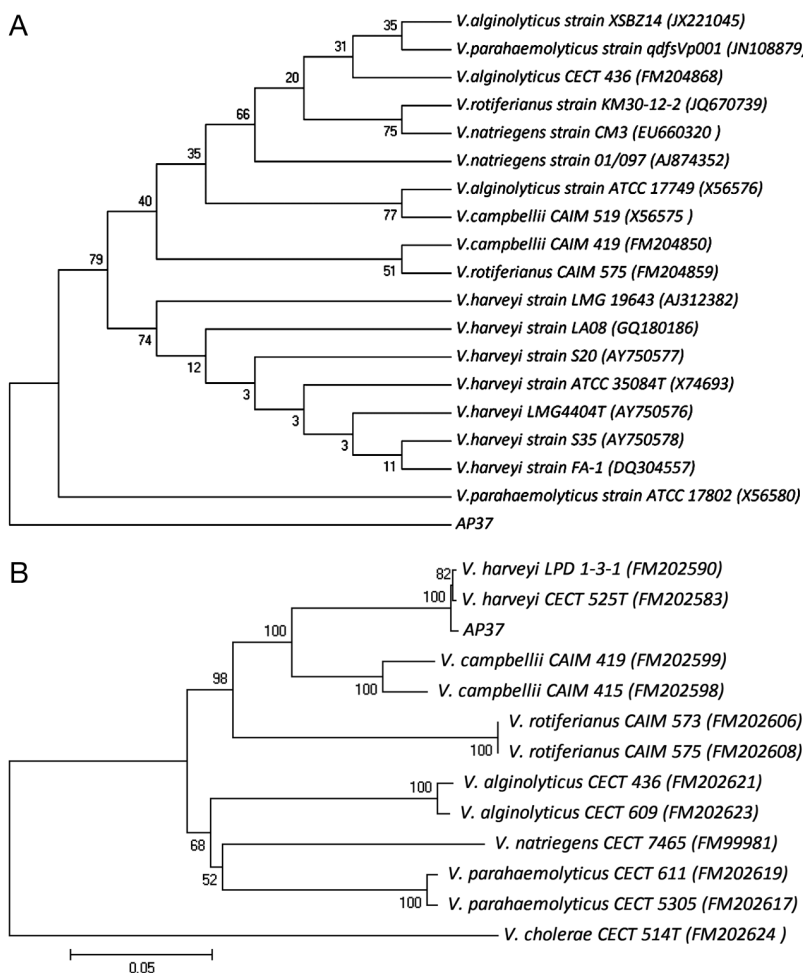 A
V.alginolyticus strain XSBZ14 (JX221045)
V.parahaemolyticus strain qdfsVp001 (JN108879)
V.alginolyticus CECT 436 (FM204868)
V.rotiferianus strain KM30-12-2 (JQ670739)
V.natriegens strain CM3 (EU660320 )
V.natriegens strain 01/097 (AJ874352)
V.alginolyticus strain ATCC 17749 (X56576)
V.campbellii CAIM 519 (X56575 )
V.campbellii CAIM 419 (FM204850)
V.rotiferianus CAIM 575 (FM204859)
V.harveyi strain LMG 19643 (AJ312382)
V.harveyi strain LA08 (GQ180186)
V.harveyi strain S20 (AY750577)
V.harveyi strain ATCC 35084T (X74693)
V.harveyi LMG4404T (AY750576)
V.harveyi strain S35 (AY750578)
V.harveyi strain FA-1 (DQ304557)
V.parahaemolyticus strain ATCC 17802 (X56580)
AP37
35
31
20
75
66
35
77
40
51
79
74
12
3
3
3
11
B
V. harveyi LPD 1-3-1 (FM202590)
V. harveyi CECT 525T (FM202583)
AP37
V. campbellii CAIM 419 (FM202599)
V. campbellii CAIM 415 (FM202598)
V. rotiferianus CAIM 573 (FM202606)
V. rotiferianus CAIM 575 (FM202608)
V. alginolyticus CECT 436 (FM202621)
V. alginolyticus CECT 609 (FM202623)
V. natriegens CECT 7465 (FM99981)
V. parahaemolyticus CECT 611 (FM202619)
V. parahaemolyticus CECT 5305 (FM202617)
V. cholerae CECT 514T (FM202624 )
82
100
100
98
100
100
100
68
52
100
0.05